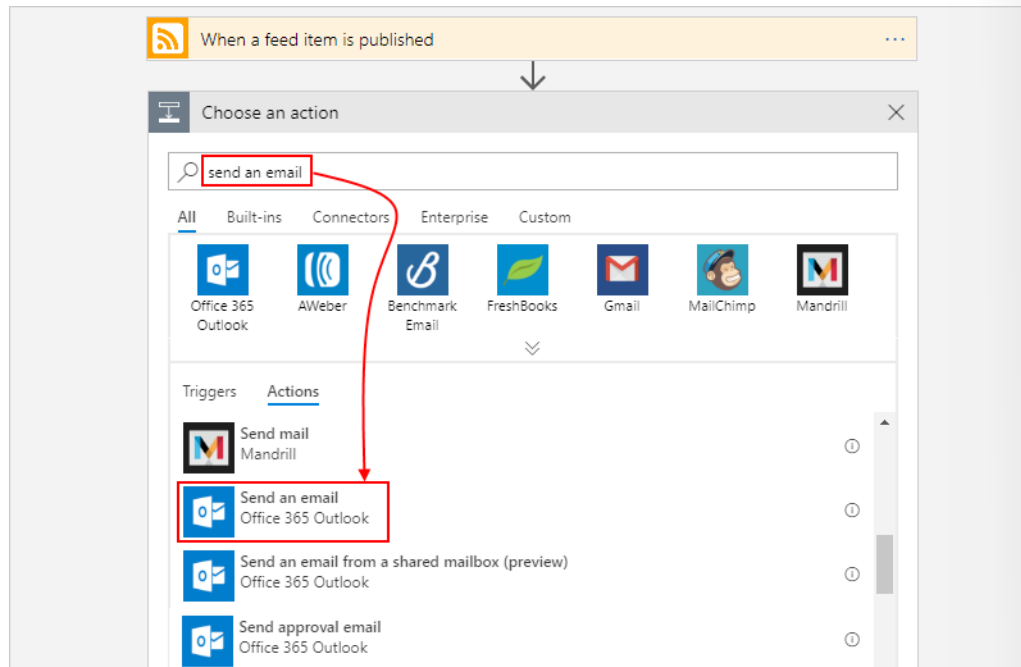 When a feed item is published
Choose an action
send an email
All Built-ins Connectors Enterprise Custom
Office 365 Outlook
AWeber
Benchmark Email
FreshBooks
Gmail
MailChimp
Mandrill
Triggers Actions
Send mail
Mandrill
Send an email
Office 365 Outlook
Send an email from a shared mailbox (preview)
Office 365 Outlook
Send approval email
Office 365 Outlook